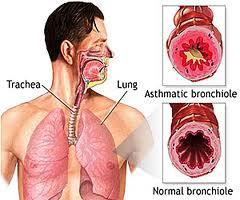 Trachea
Lung
Asthmatic bronchiole
Normal bronchiole